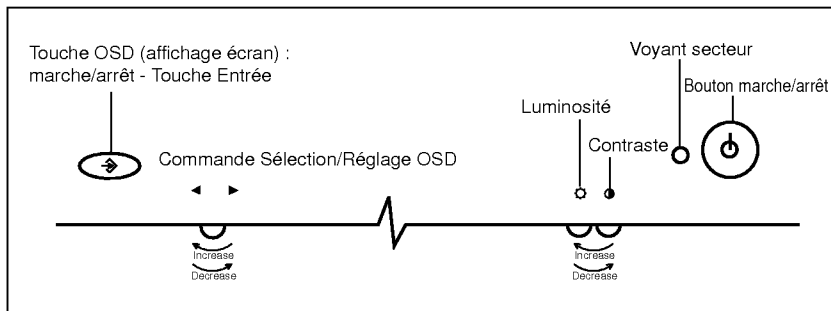 Touche OSD (affichage écran) :
marche/arrêt - Touche Entrée
Voyant secteur
Bouton marche/arrêt
Luminosité
Contraste
Commande Sélection/Réglage OSD
Increase
Decrease
Increase
Decrease